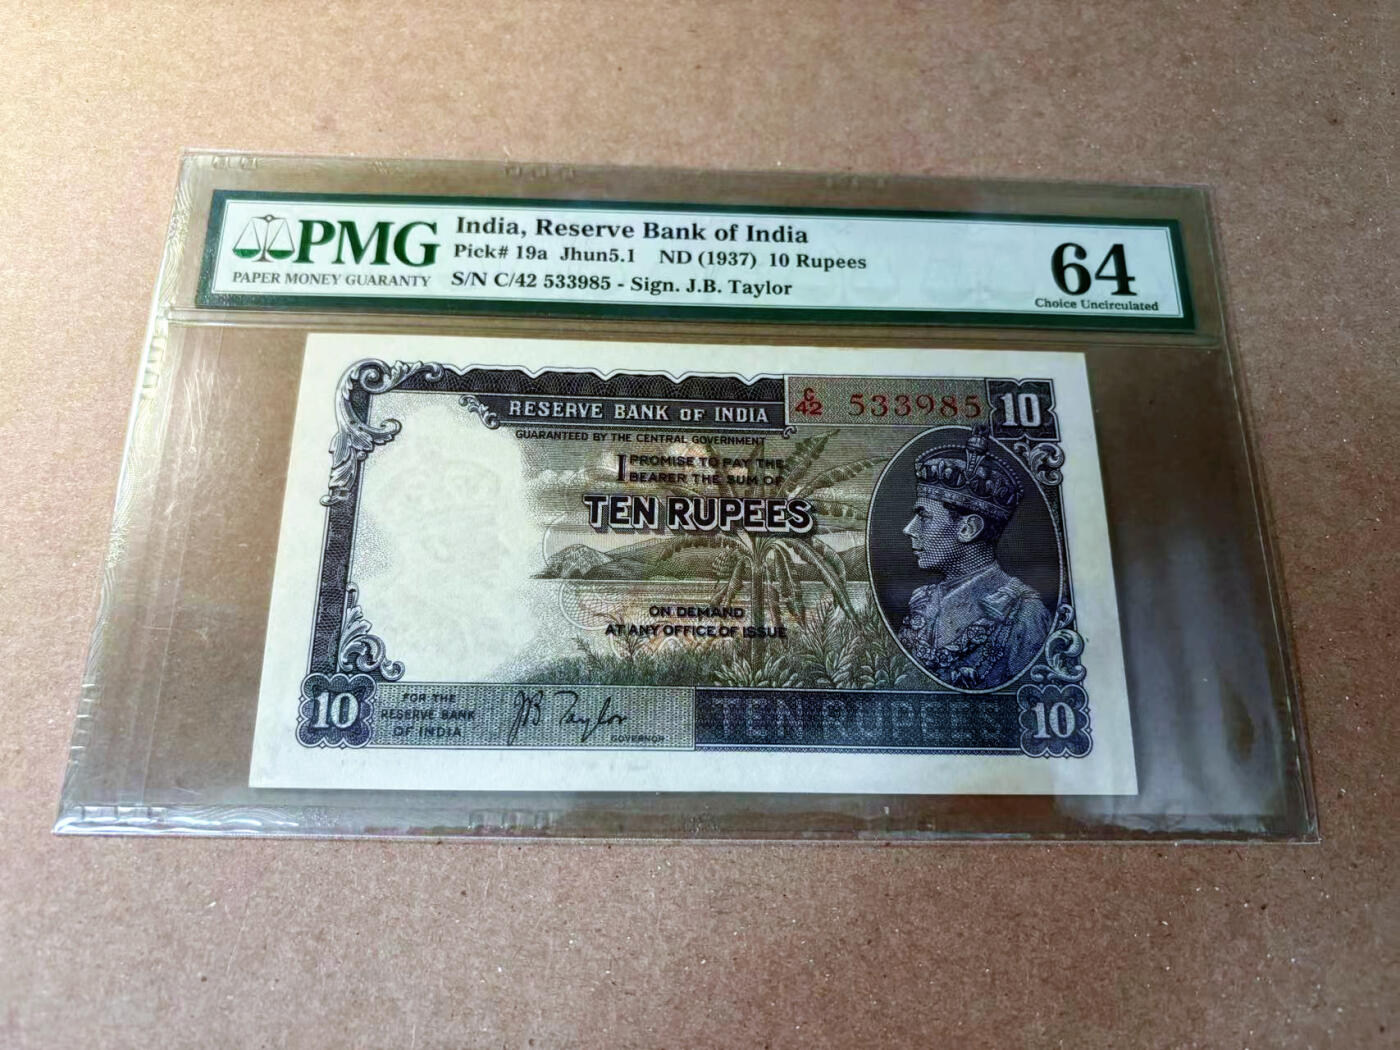 PMG
PAPER MONEY GUARANTY
India, Reserve Bank of India
Pick# 19a Jhun5.1 ND (1937) 10 Rupees
S/N C/42 533985 - Sign. J.B. Taylor
64
Choice Uncirculated
RESERVE BANK OF INDIA
C/42 533985
10
GUARANTEED BY THE CENTRAL GOVERNMENT
I PROMISE TO PAY THE
BEARER THE SUM OF
TEN RUPEES
ON DEMAND
AT ANY OFFICE OF ISSUE
10
FOR THE
RESERVE BANK
OF INDIA
JB Taylor
GOVERNOR
TEN RUPEES
10